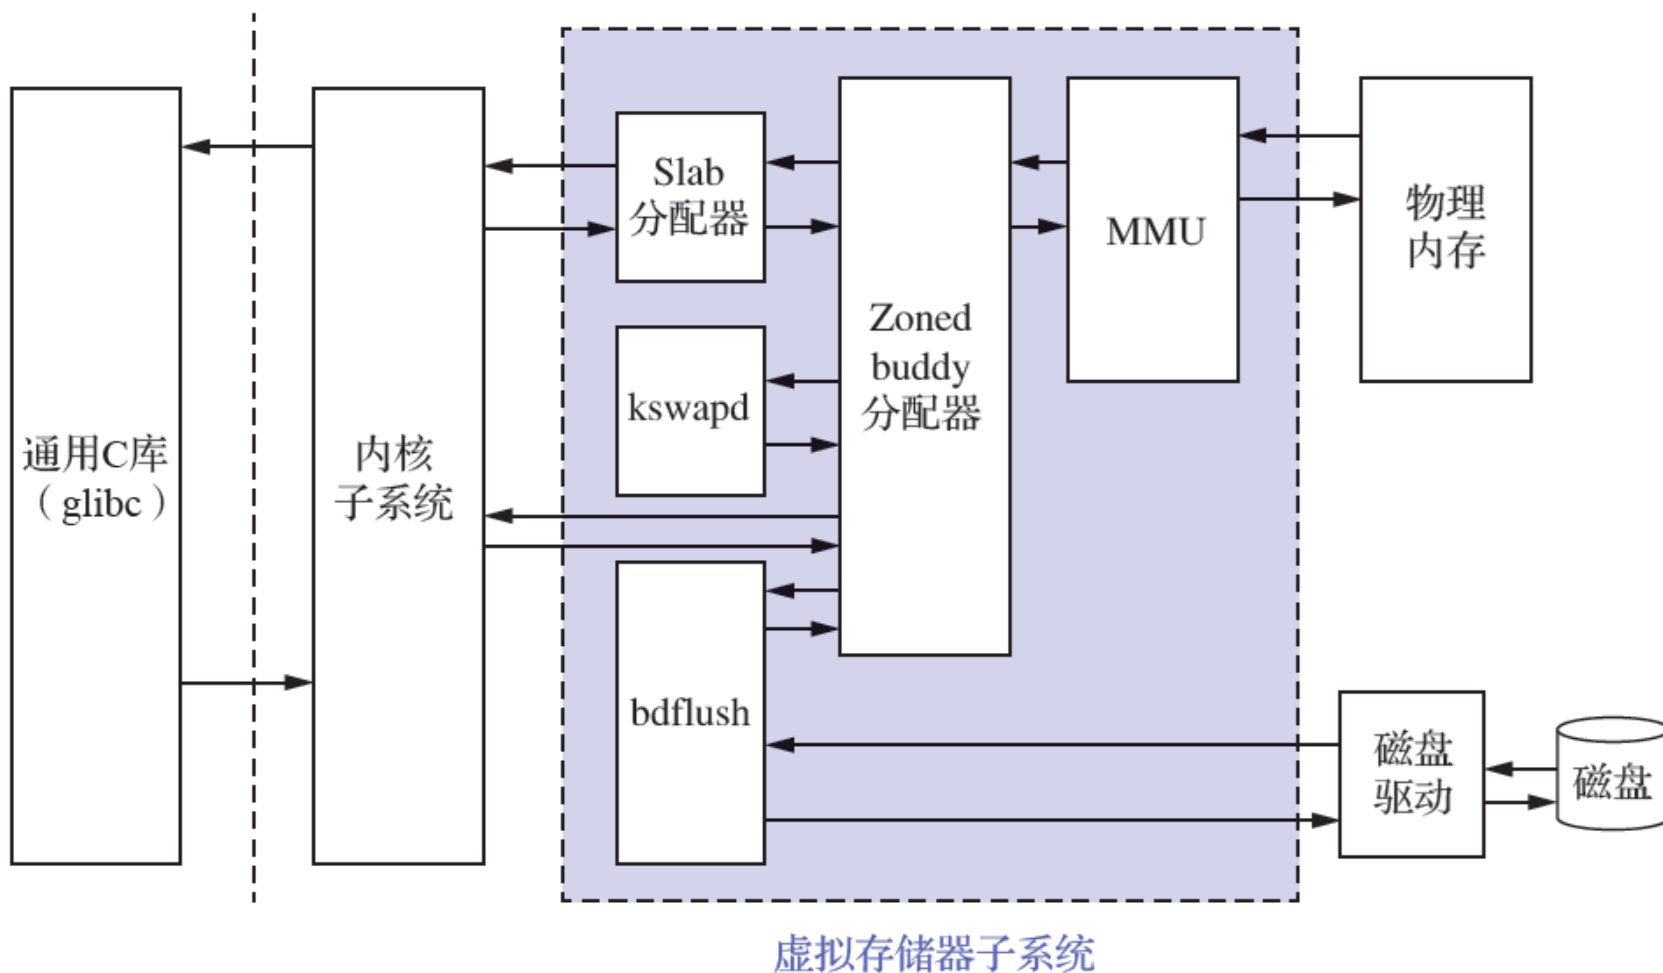 通用C库
（glibc）
内核
子系统
Slab
分配器
kswapd
bdflush
Zoned
buddy
分配器
MMU
物理
内存
磁盘
驱动
磁盘
虚拟存储器子系统